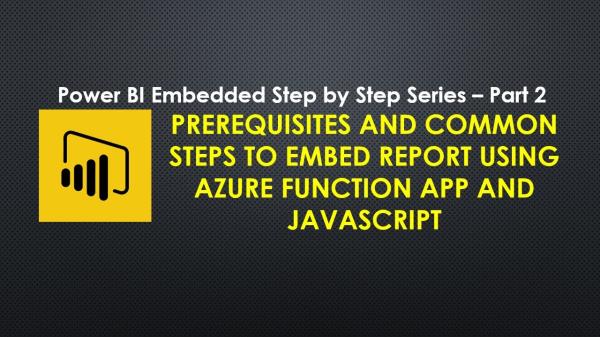 Power BI Embedded Step by Step Series – Part 2
PREREQUISITES AND COMMON
STEPS TO EMBED REPORT USING
AZURE FUNCTION APP AND
JAVASCRIPT